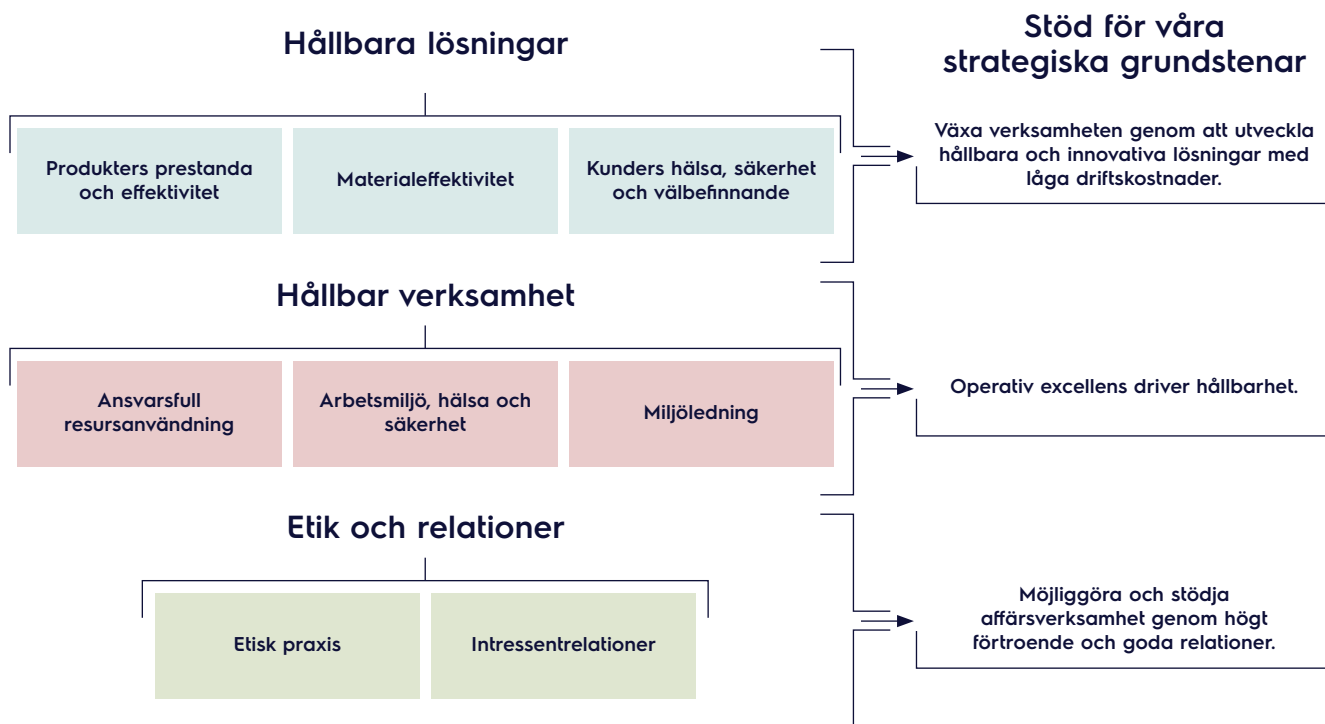 Hållbara lösningar
Stöd för våra
strategiska grundstenar
Produkters prestanda
och effektivitet
Materialeffektivitet
Kunders hälsa, säkerhet
och välbefinnande
Växa verksamheten genom att utveckla
hållbara och innovativa lösningar med
låga driftskostnader.
Hållbar verksamhet
Ansvarsfull
resursanvändning
Arbetsmiljö, hälsa och
säkerhet
Miljöledning
Operativ excellens driver hållbarhet.
Etik och relationer
Etisk praxis
Intressentrelationer
Möjliggöra och stödja
affärsverksamhet genom högt
förtroende och goda relationer.